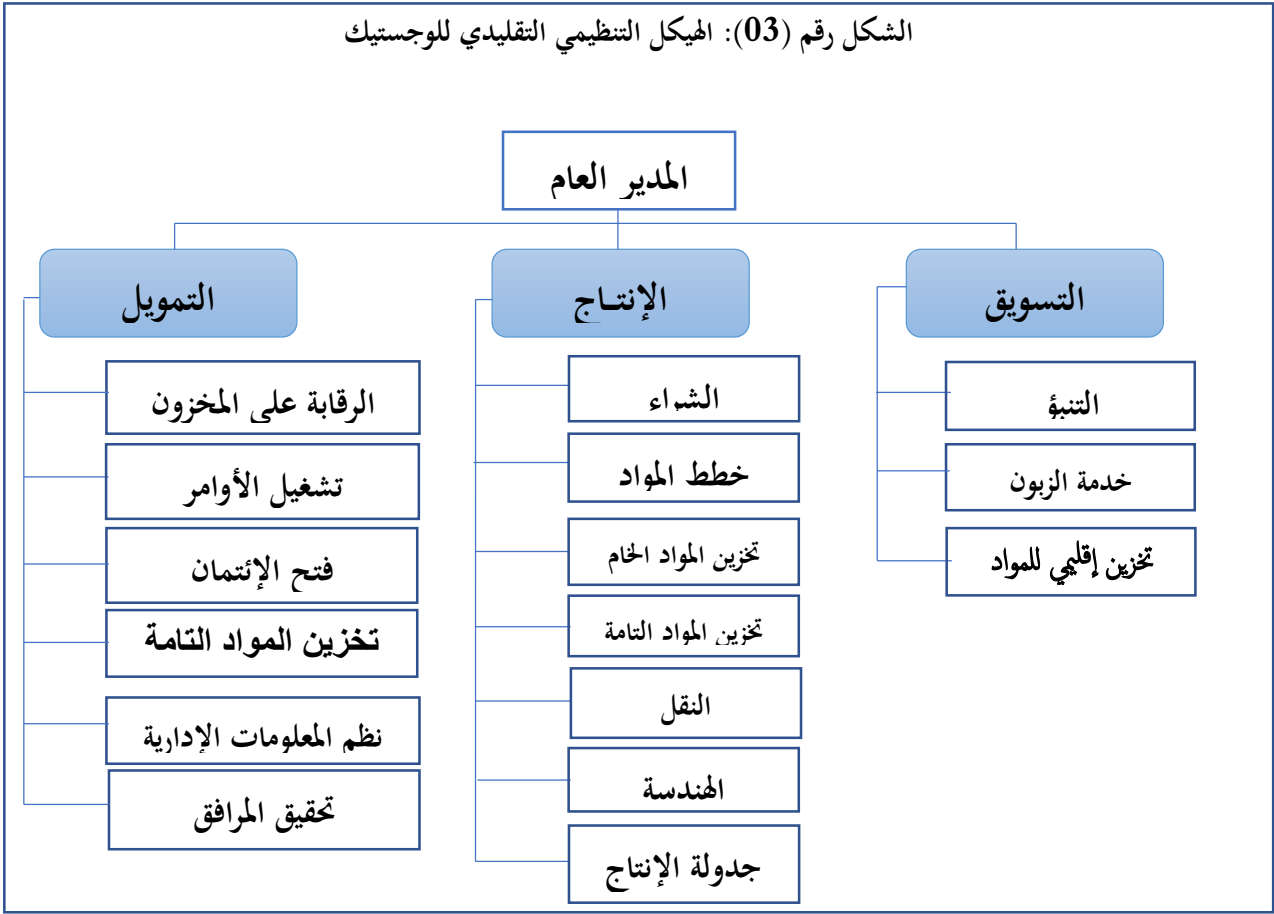 الشكل رقم (03): الهيكل التنظيمي التقليدي للوجستيك
المدير العام
التسويق
الإنتاج
التمويل
التنبؤ
خدمة الزبون
تخزين إقليمي للمواد
الشراء
خطط المواد
تخزين المواد الخام
تخزين المواد التامة
النقل
الهندسة
جدولة الإنتاج
الرقابة على المخزون
تشغيل الأوامر
فتح الإئتمان
تخزين المواد التامة
نظم المعلومات الإدارية
تحقيق المرافق